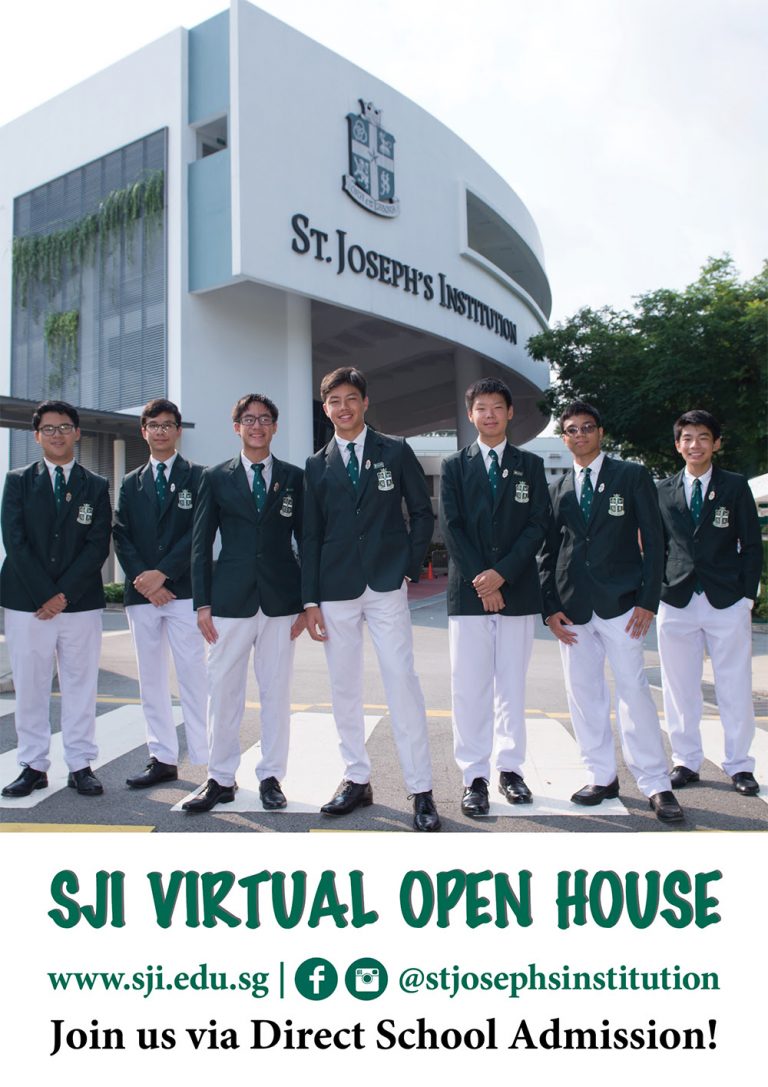 ST. JOSEPH'S INSTITUTION
SJI VIRTUAL OPEN HOUSE
www.sji.edu.sg | @stjosephsinstitution
Join us via Direct School Admission!